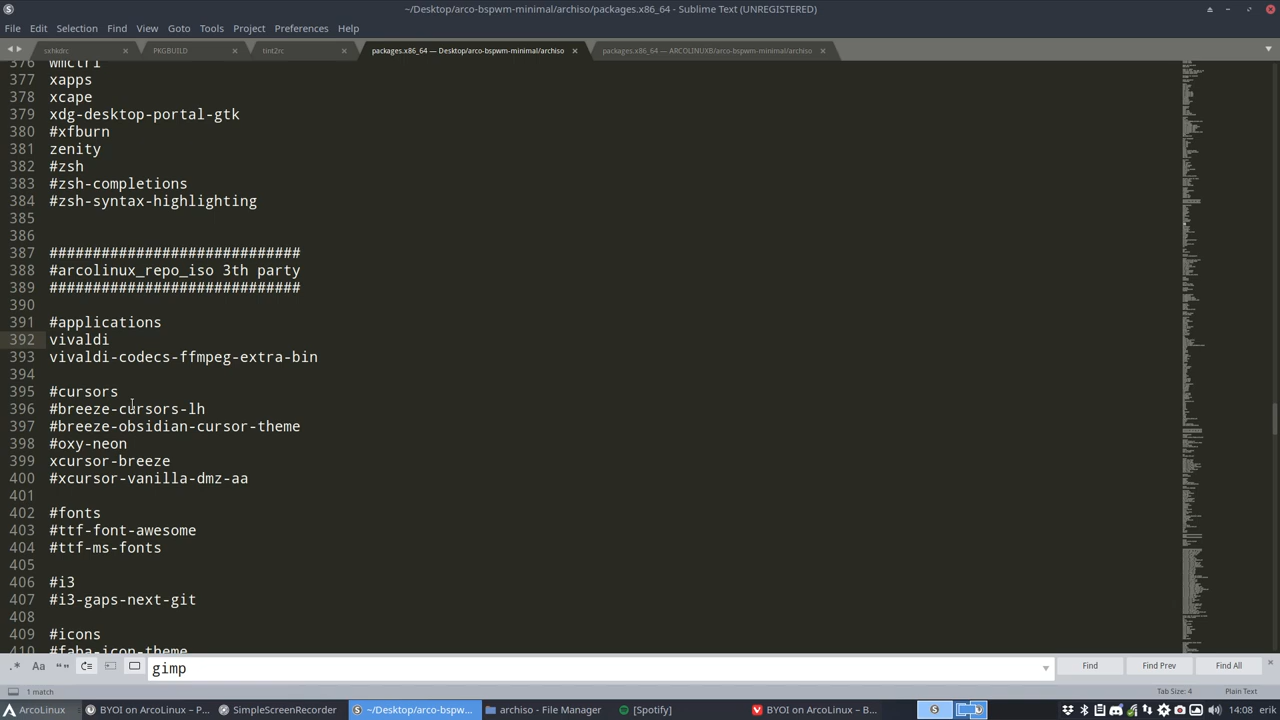 ~/Desktop/arco-bspwm-minimal/archiso/packages.x86_64 - Sublime Text (UNREGISTERED)
File Edit Selection Find View Goto Tools Project Preferences Help
sxhkdrc × PKGBUILD × tint2rc × packages.x86_64 — Desktop/arco-bspwm-minimal/archiso × packages.x86_64 — ARCOLINUXB/arco-bspwm-minimal/archiso ×
376 wmctrl
377 xapps
378 xcape
379 xdg-desktop-portal-gtk
380 #xfburn
381 zenity
382 #zsh
383 #zsh-completions
384 #zsh-syntax-highlighting
385
386
387 #############################
388 #arcolinux_repo_iso 3th party
389 #############################
390
391 #applications
392 vivaldi
393 vivaldi-codecs-ffmpeg-extra-bin
394
395 #cursors
396 #breeze-cursors-lh
397 #breeze-obsidian-cursor-theme
398 #oxy-neon
399 xcursor-breeze
400 #xcursor-vanilla-dmz-aa
401
402 #fonts
403 #ttf-font-awesome
404 #ttf-ms-fonts
405
406 #i3
407 #i3-gaps-next-git
408
409 #icons
410 #faba-icon-theme
.* Aa “” gimp Find Find Prev Find All
1 match Tab Size: 4 Plain Text
ArcoLinux BYOI on ArcoLinux – P... SimpleScreenRecorder ~/Desktop/arco-bspw... archiso - File Manager [Spotify] BYOI on ArcoLinux – B... 14:08 erik